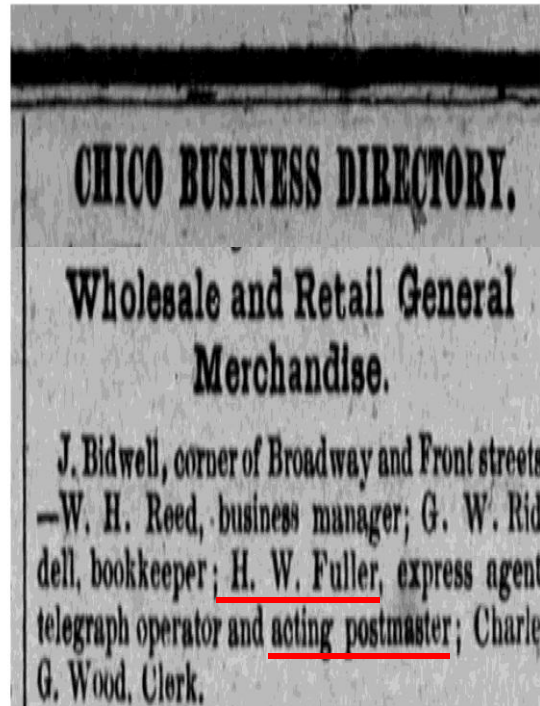 CHICO BUSINESS DIRECTORY.
Wholesale and Retail General
Merchandise.
J. Bidwell, corner of Broadway and Front streets
—W. H. Reed, business manager; G. W. Rid
dell, bookkeeper; H. W. Fuller, express agent
telegraph operator and acting postmaster; Charle
G. Wood, Clerk.